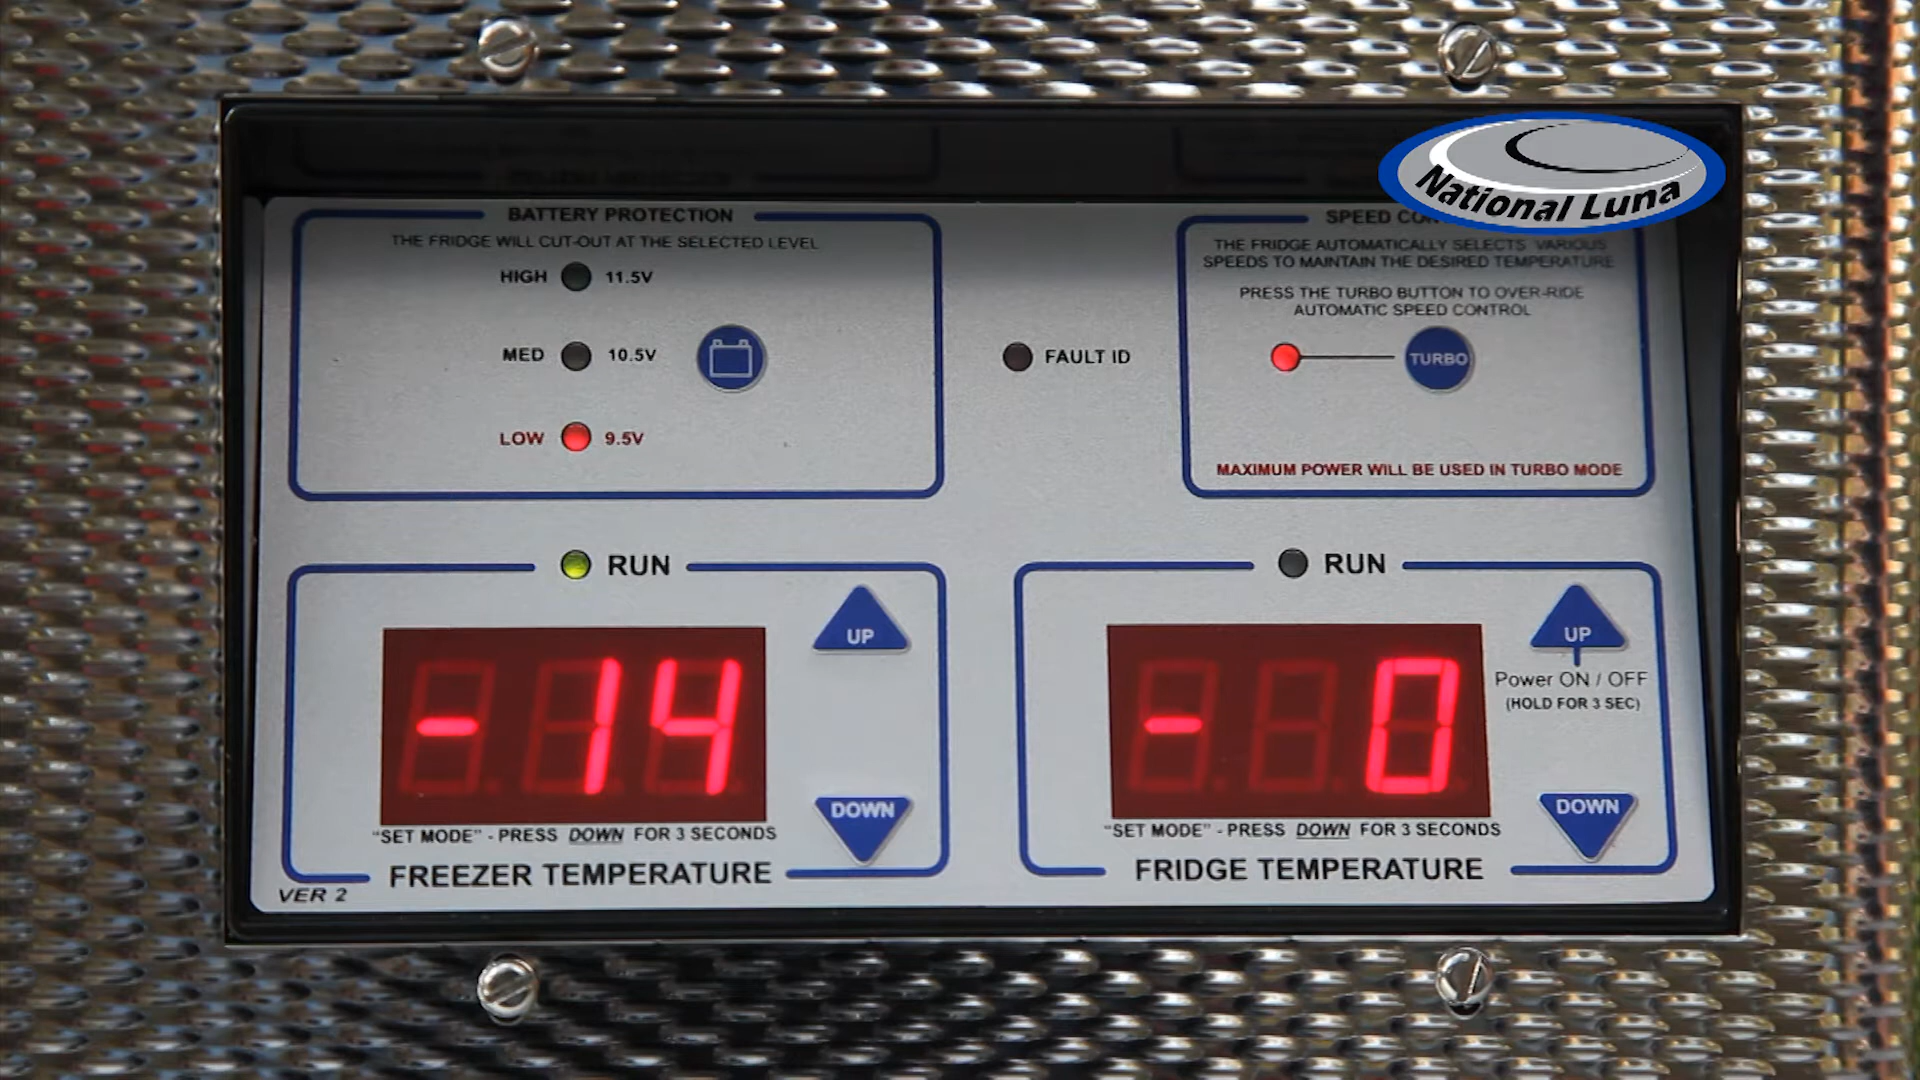 National Luna
BATTERY PROTECTION
THE FRIDGE WILL CUT-OUT AT THE SELECTED LEVEL
HIGH 11.5V
MED 10.5V
LOW 9.5V
FAULT ID
SPEED
THE FRIDGE AUTOMATICALLY SELECTS VARIOUS
SPEEDS TO MAINTAIN THE DESIRED TEMPERATURE
PRESS THE TURBO BUTTON TO OVER-RIDE
AUTOMATIC SPEED CONTROL
TURBO
MAXIMUM POWER WILL BE USED IN TURBO MODE
RUN
UP
-14
DOWN
"SET MODE" - PRESS DOWN FOR 3 SECONDS
FREEZER TEMPERATURE
VER 2
RUN
UP
Power ON / OFF
(HOLD FOR 3 SEC)
- 0
DOWN
"SET MODE" - PRESS DOWN FOR 3 SECONDS
FRIDGE TEMPERATURE